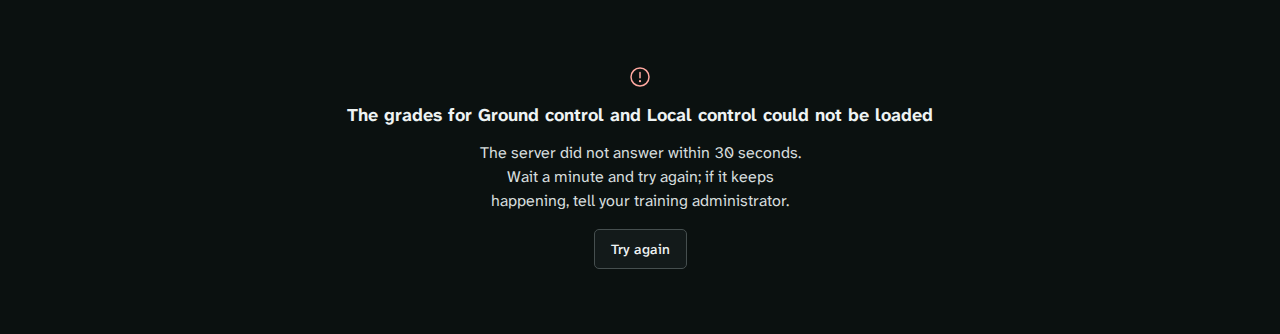 The grades for Ground control and Local control could not be loaded
The server did not answer within 30 seconds.
Wait a minute and try again; if it keeps
happening, tell your training administrator.
Try again